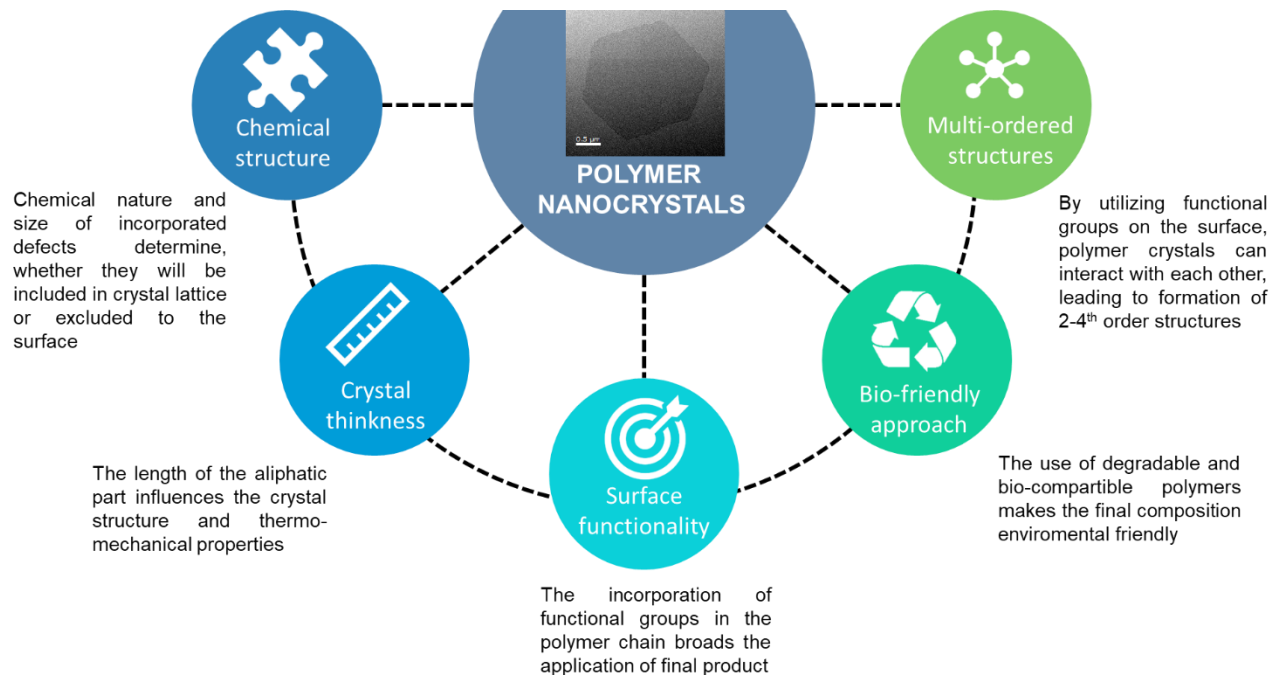 0.5 μm
POLYMER
NANOCRYSTALS
Chemical
structure
Chemical nature and
size of incorporated
defects determine,
whether they will be
included in crystal lattice
or excluded to the
surface
Crystal
thinkness
The length of the aliphatic
part influences the crystal
structure and thermo-
mechanical properties
Surface
functionality
The incorporation of
functional groups in the
polymer chain broads the
application of final product
Bio-friendly
approach
The use of degradable and
bio-compartible polymers
makes the final composition
enviromental friendly
Multi-ordered
structures
By utilizing functional
groups on the surface,
polymer crystals can
interact with each other,
leading to formation of
2-4th order structures